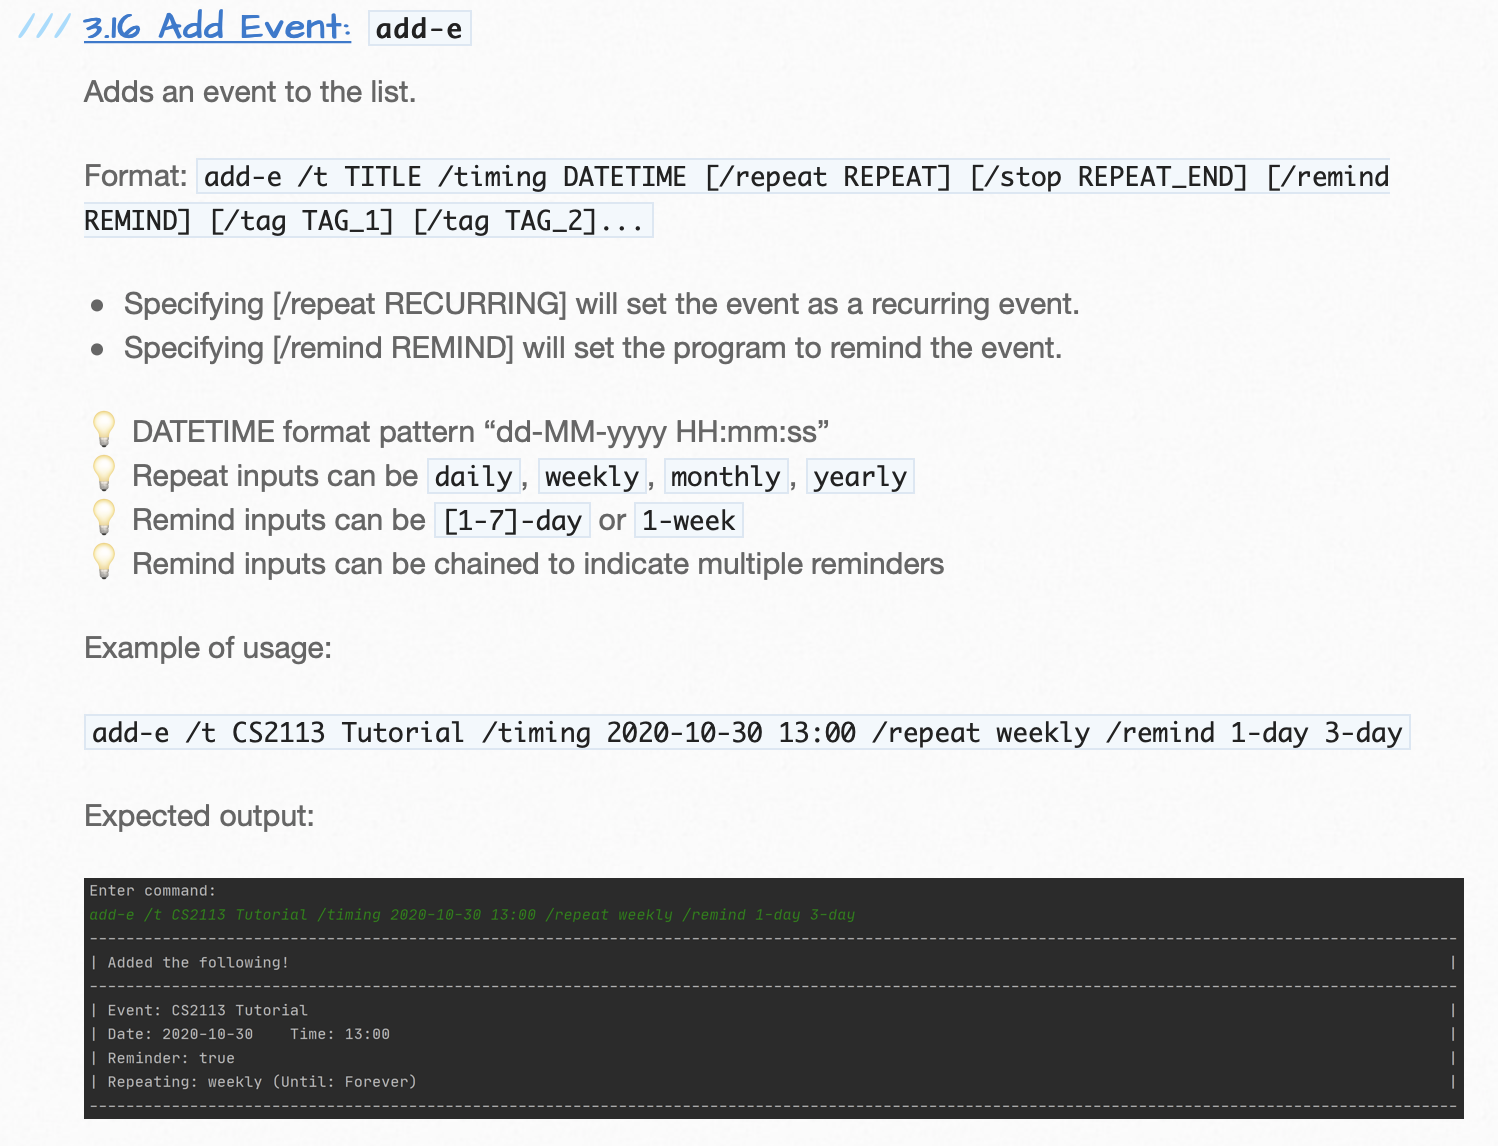 /// 3.16 Add Event: add-e
Adds an event to the list.
Format: add-e /t TITLE /timing DATETIME [/repeat REPEAT] [/stop REPEAT_END] [/remind
REMIND] [/tag TAG_1] [/tag TAG_2]...
● Specifying [/repeat RECURRING] will set the event as a recurring event.
● Specifying [/remind REMIND] will set the program to remind the event.
💡 DATETIME format pattern “dd-MM-yyyy HH:mm:ss”
💡 Repeat inputs can be daily, weekly, monthly, yearly
💡 Remind inputs can be [1-7]-day or 1-week
💡 Remind inputs can be chained to indicate multiple reminders
Example of usage:
add-e /t CS2113 Tutorial /timing 2020-10-30 13:00 /repeat weekly /remind 1-day 3-day
Expected output:
Enter command:
add-e /t CS2113 Tutorial /timing 2020-10-30 13:00 /repeat weekly /remind 1-day 3-day
| Added the following! |
| Event: CS2113 Tutorial |
| Date: 2020-10-30    Time: 13:00 |
| Reminder: true |
| Repeating: weekly (Until: Forever) |